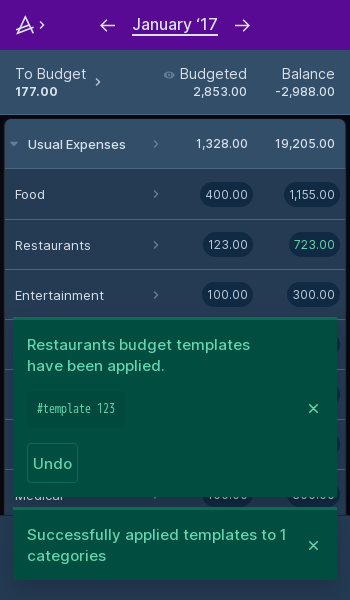 January ‘17
To Budget
Budgeted
Balance
177.00
2,853.00
-2,988.00
Usual Expenses
1,328.00
19,205.00
Food
400.00
1,155.00
Restaurants
123.00
723.00
Entertainment
100.00
300.00
Restaurants budget templates
have been applied.
#template 123
Undo
Medical
Successfully applied templates to 1
categories